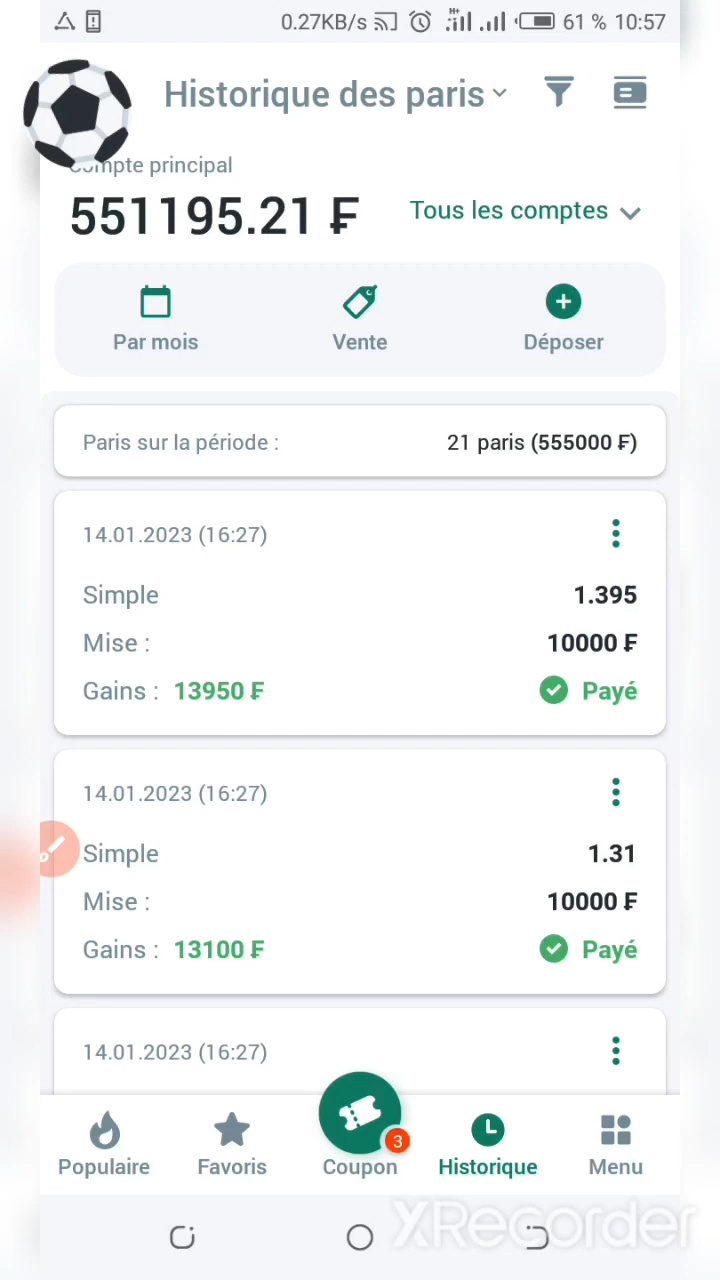 0.27KB/s H+ 61 % 10:57
Historique des paris
Compte principal
551195.21 ₣ Tous les comptes
Par mois Vente Déposer
Paris sur la période : 21 paris (555000 ₣)
14.01.2023 (16:27)
Simple 1.395
Mise : 10000 ₣
Gains : 13950 ₣ Payé
14.01.2023 (16:27)
Simple 1.31
Mise : 10000 ₣
Gains : 13100 ₣ Payé
14.01.2023 (16:27)
3
Populaire Favoris Coupon Historique Menu
XRecorder